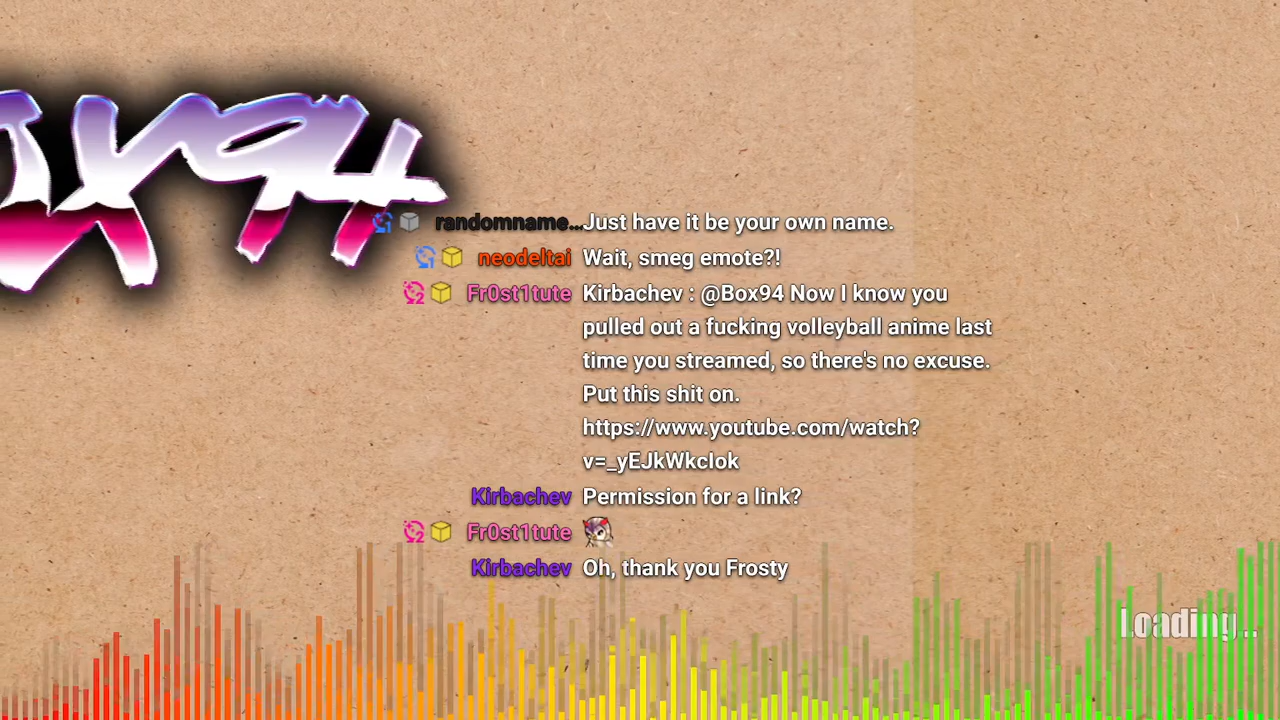 ox94
randomname... Just have it be your own name.
neodeltai Wait, smeg emote?!
Fr0st1tute Kirbachev : @Box94 Now I know you
pulled out a fucking volleyball anime last
time you streamed, so there's no excuse.
Put this shit on.
https://www.youtube.com/watch?
v=_yEJkWkcIok
Kirbachev Permission for a link?
Fr0st1tute
Kirbachev Oh, thank you Frosty
Loading..